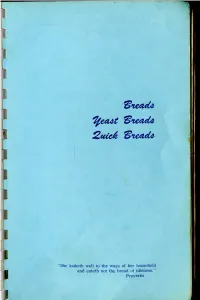 Breads
Yeast Breads
Quick Breads
"She looketh well to the ways of her household,
and eateth not the bread of idleness."
Proverbs